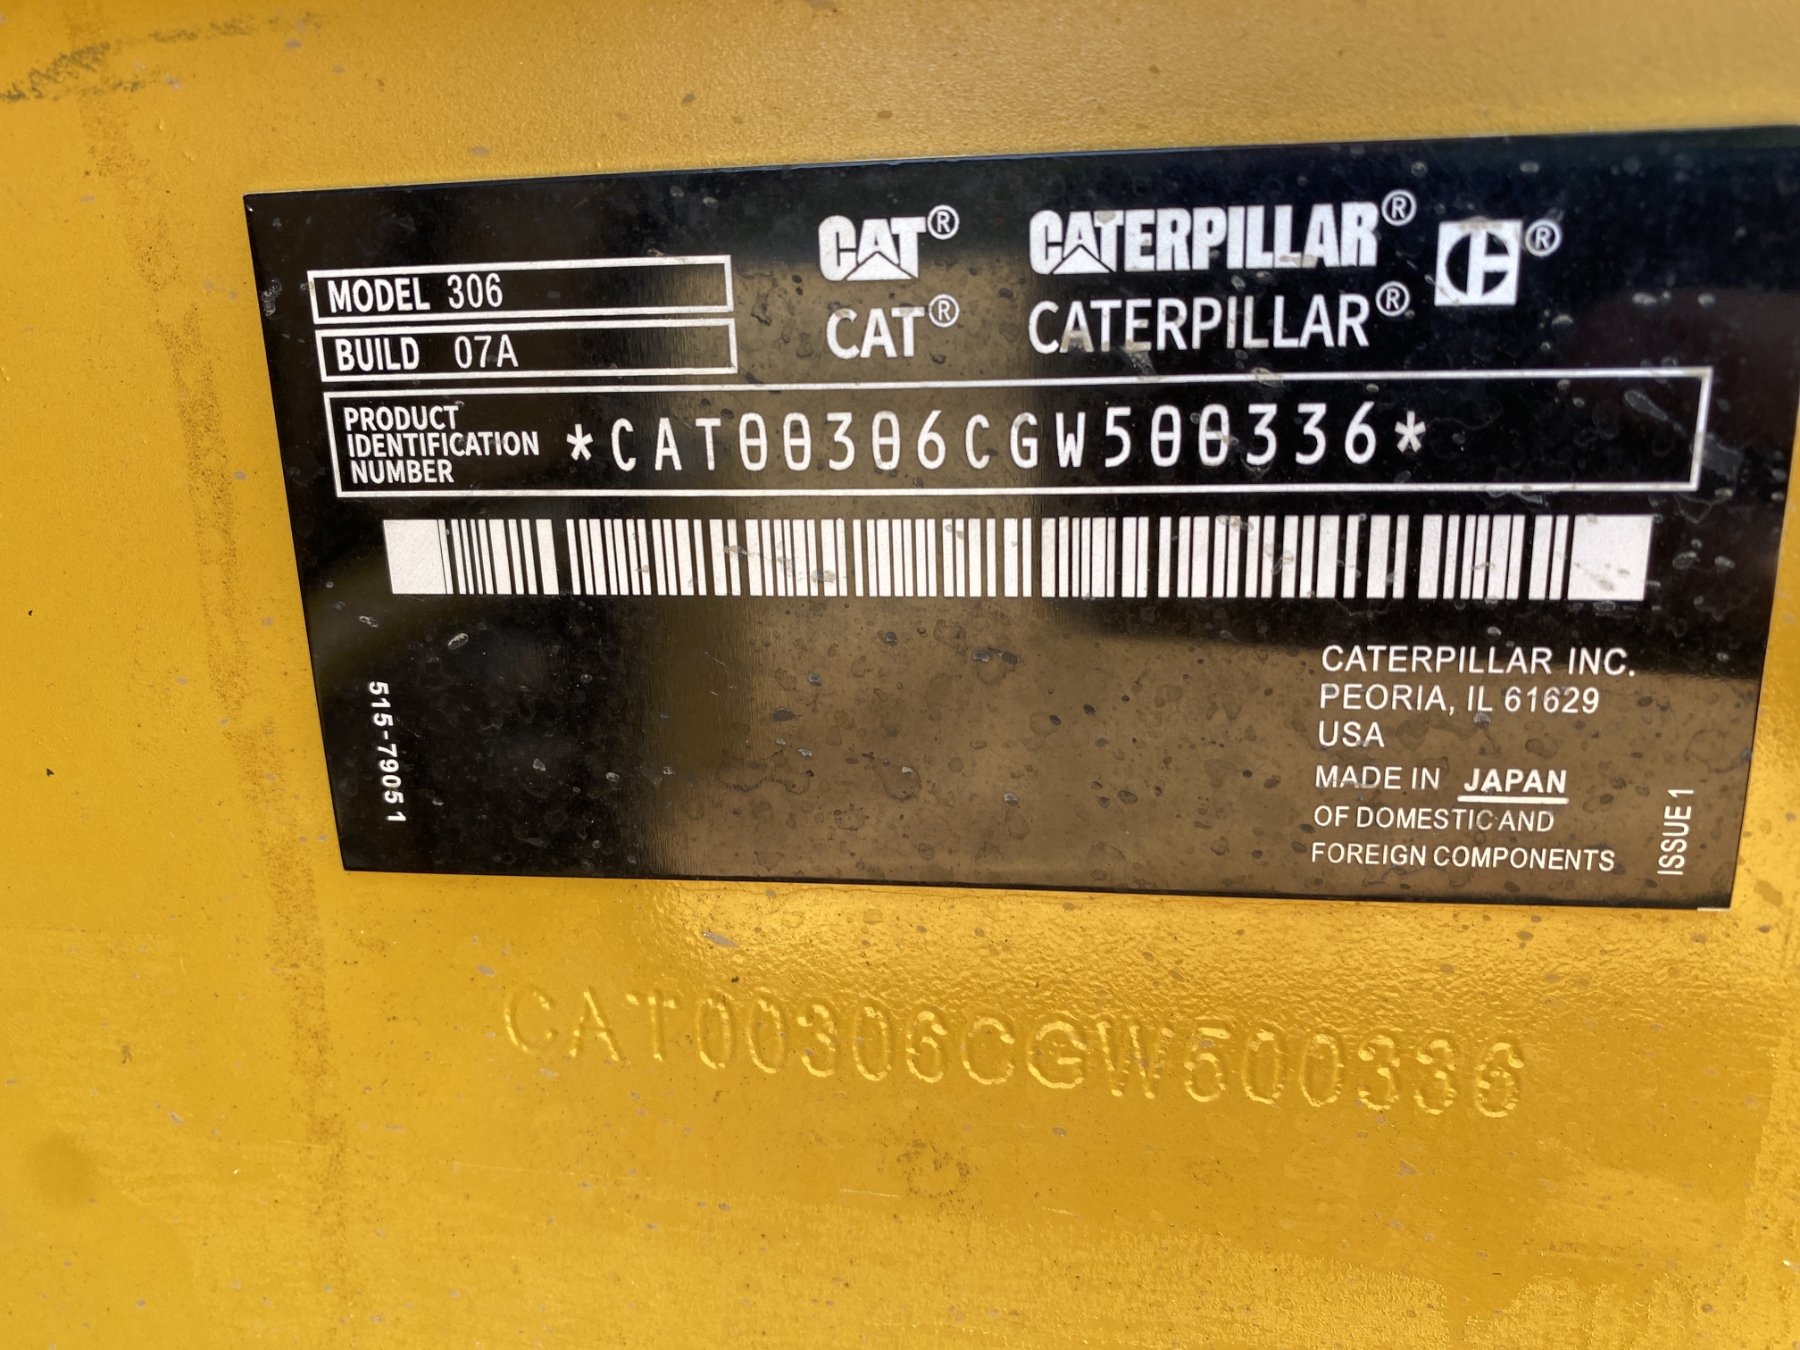 CAT® CATERPILLAR® ®
CAT® CATERPILLAR®
MODEL 306
BUILD 07A
PRODUCT
IDENTIFICATION
NUMBER
*CAT00306CGW500336*
515-7905 1
CATERPILLAR INC.
PEORIA, IL 61629
USA
MADE IN JAPAN
OF DOMESTIC AND
FOREIGN COMPONENTS
ISSUE 1
CAT00306CGW500336